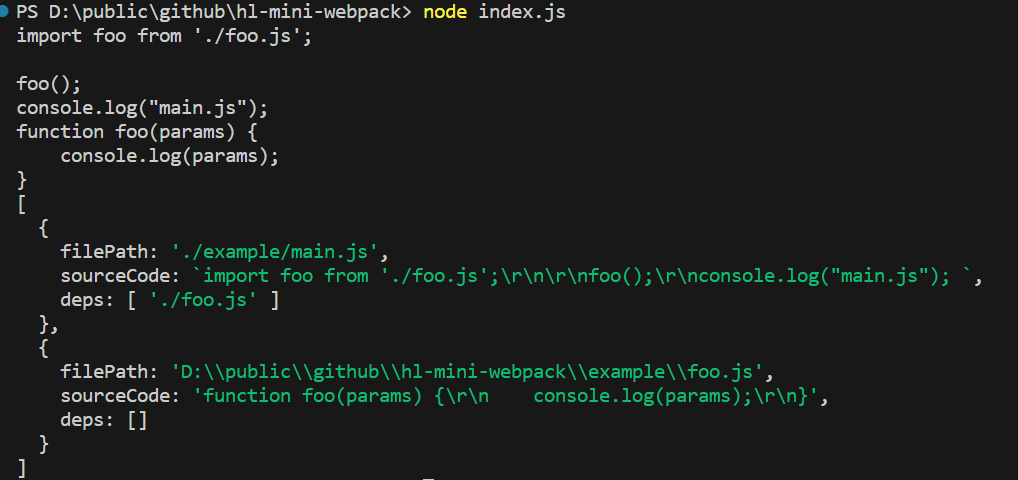 PS D:\public\github\hl-mini-webpack> node index.js
import foo from './foo.js';

foo();
console.log("main.js");
function foo(params) {
    console.log(params);
}
[
  {
    filePath: './example/main.js',
    sourceCode: `import foo from './foo.js';\r\n\r\nfoo();\r\nconsole.log("main.js"); `,
    deps: [ './foo.js' ]
  },
  {
    filePath: 'D:\\public\\github\\hl-mini-webpack\\example\\foo.js',
    sourceCode: 'function foo(params) {\r\n    console.log(params);\r\n}',
    deps: []
  }
]